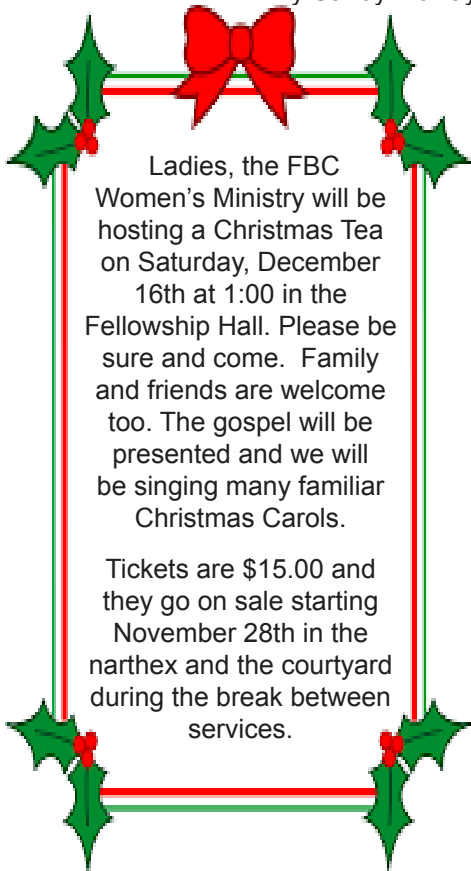 Ladies, the FBC
Women's Ministry will be
hosting a Christmas Tea
on Saturday, December
16th at 1:00 in the
Fellowship Hall. Please be
sure and come.  Family
and friends are welcome
too. The gospel will be
presented and we will
be singing many familiar
Christmas Carols.
Tickets are $15.00 and
they go on sale starting
November 28th in the
narthex and the courtyard
during the break between
services.